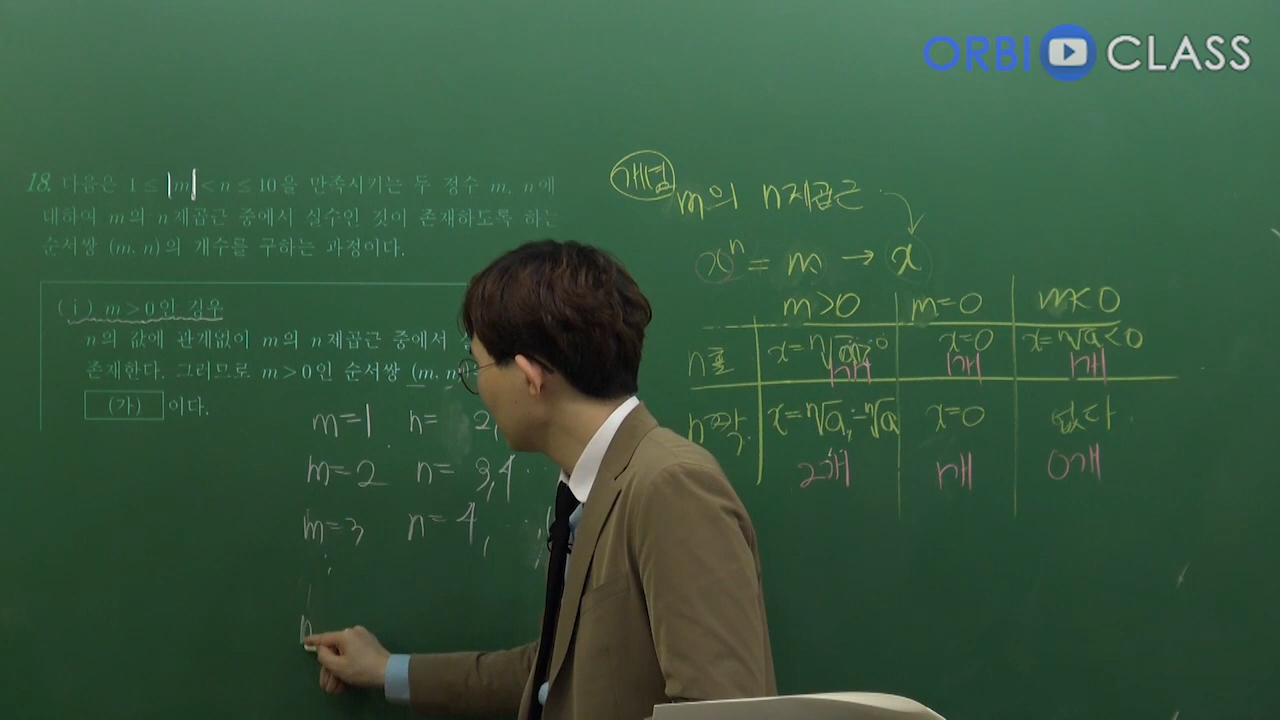 ORBI CLASS
18. 다음은 1 ≤ |m| < n ≤ 10을 만족시키는 두 정수 m, n에
대하여 m의 n제곱근 중에서 실수인 것이 존재하도록 하는
순서쌍 (m, n)의 개수를 구하는 과정이다.
(i) m>0인 경우
n의 값에 관계없이 m의 n제곱근 중에서
존재한다. 그러므로 m>0인 순서쌍 (m, n)
(가) 이다.
m=1 n= 2,
m=2 n= 3,4
m=3 n=4,
개념
m의 n제곱근
xⁿ = m → x
m>0 m=0 m<0
n홀 x=0 x=ⁿ√a<0
1개 1개 1개
n짝 x=ⁿ√a, -ⁿ√a x=0 없다
2개 1개 0개